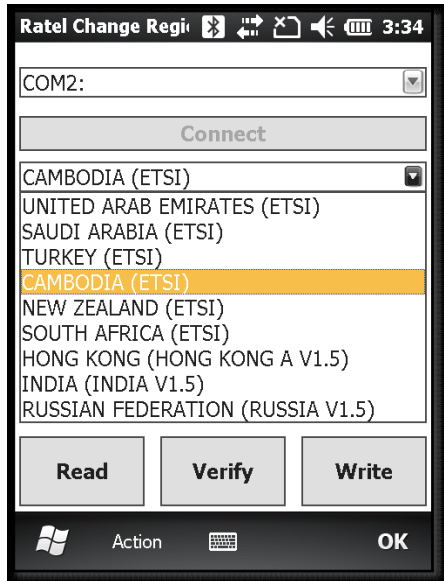 Ratel Change Regi 3:34
COM2:
Connect
CAMBODIA (ETSI)
UNITED ARAB EMIRATES (ETSI)
SAUDI ARABIA (ETSI)
TURKEY (ETSI)
CAMBODIA (ETSI)
NEW ZEALAND (ETSI)
SOUTH AFRICA (ETSI)
HONG KONG (HONG KONG A V1.5)
INDIA (INDIA V1.5)
RUSSIAN FEDERATION (RUSSIA V1.5)
Read Verify Write
Action OK